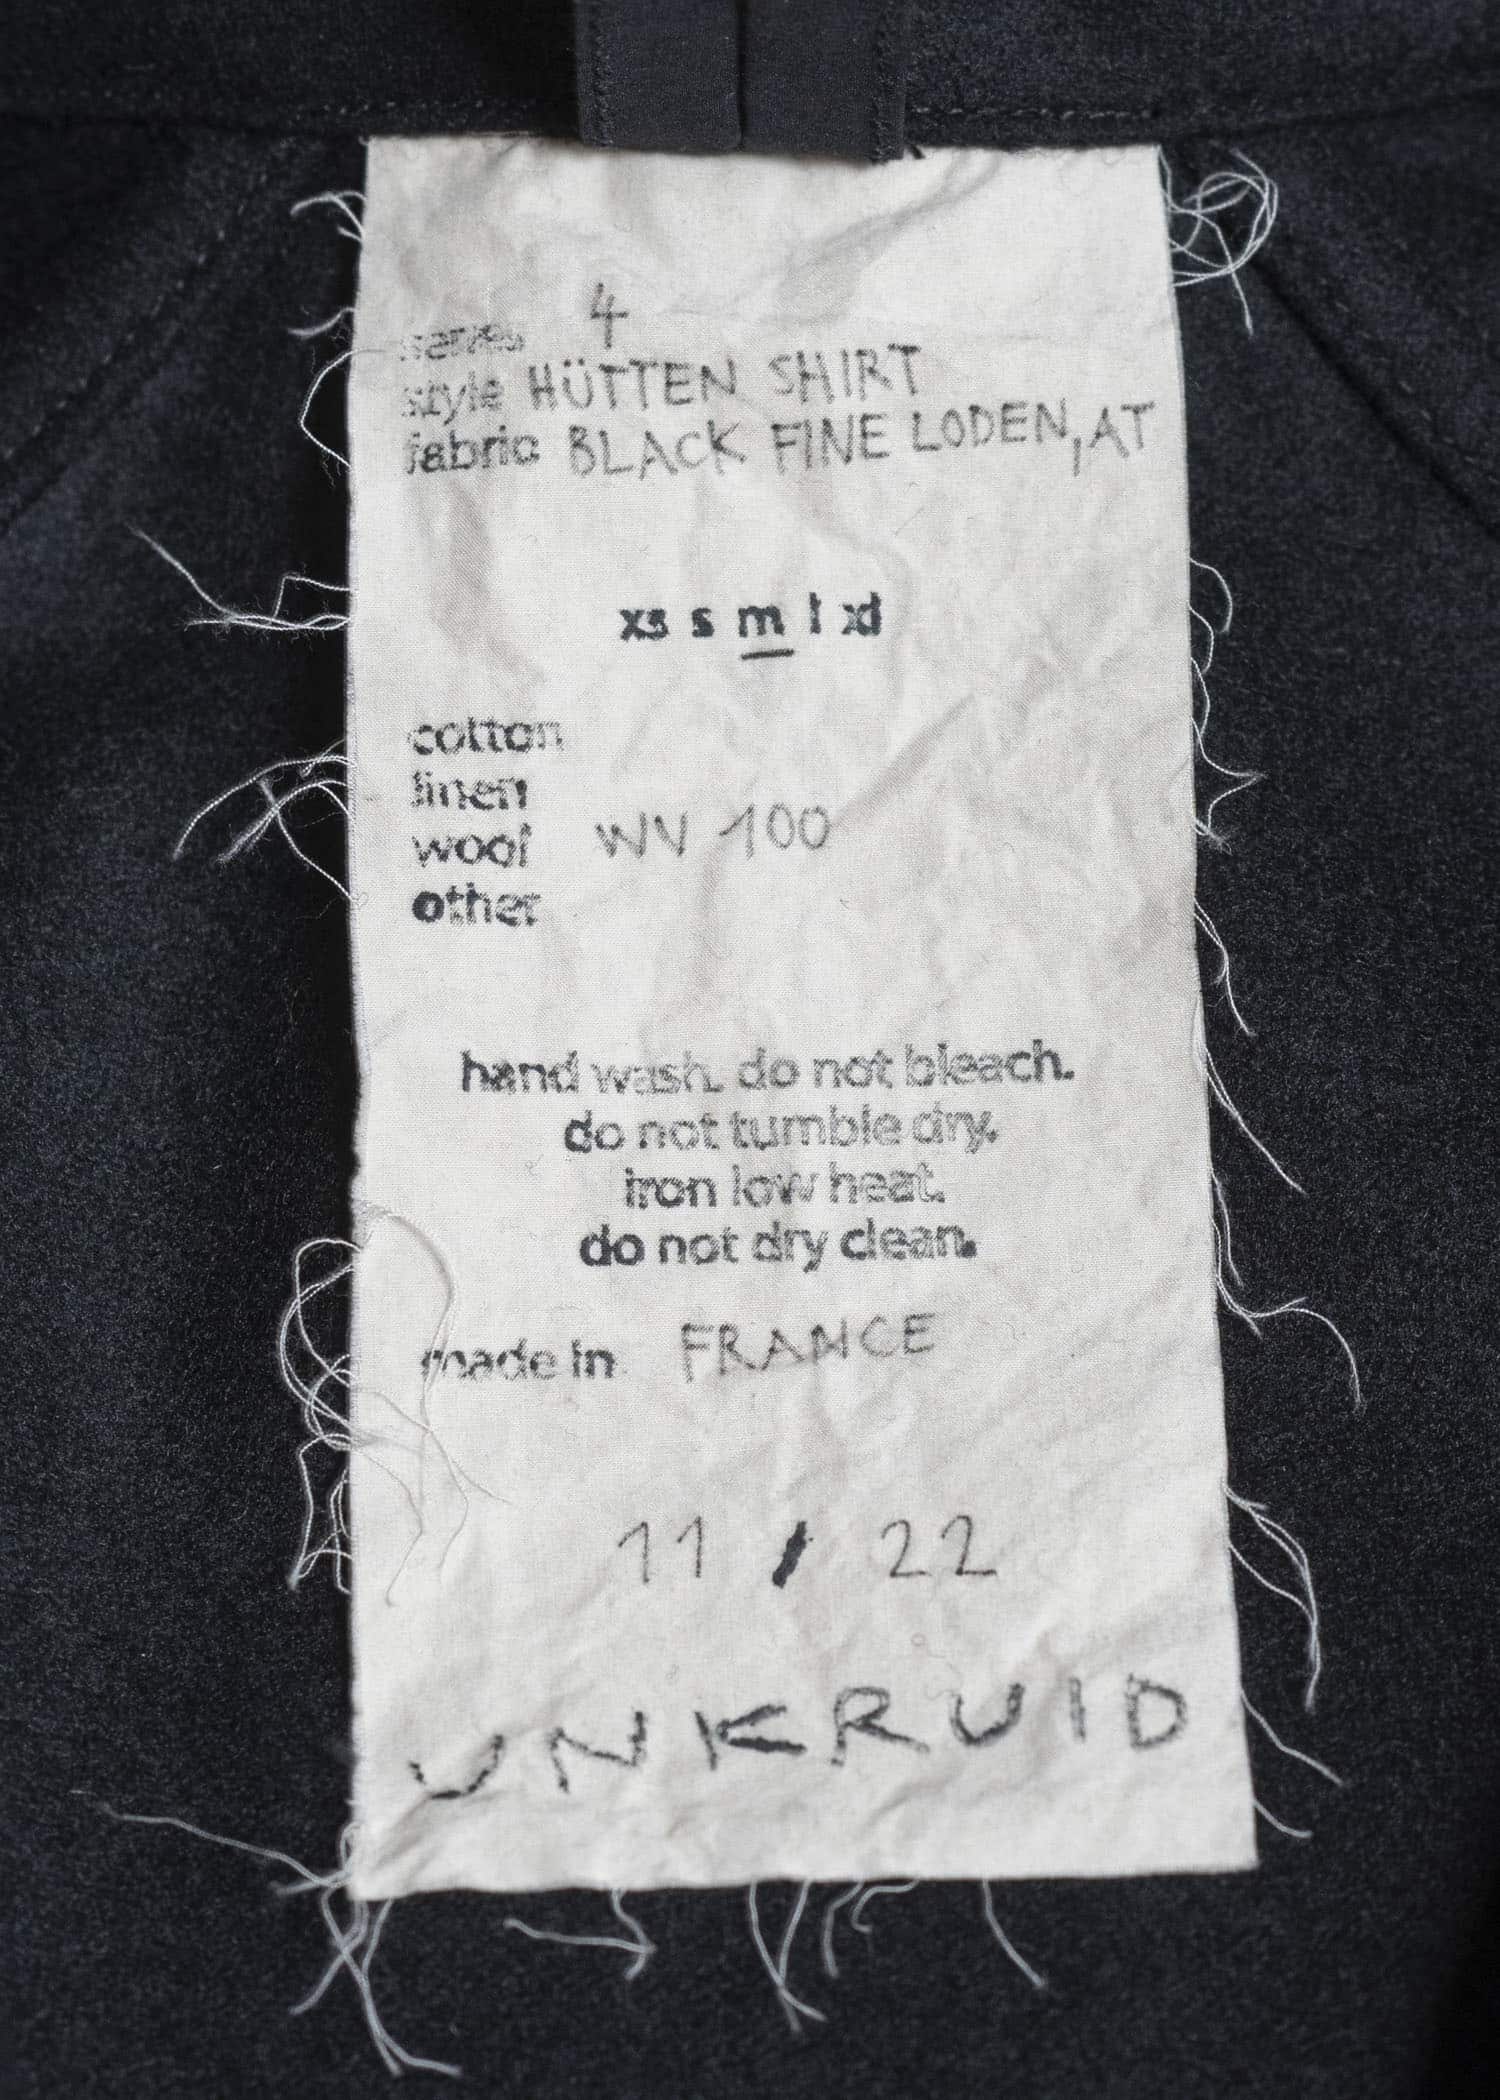 series 4
style HÜTTEN SHIRT
fabric BLACK FINE LODEN, AT
xs s m l xl
cotton
linen
wool WV 100
other
hand wash. do not bleach.
do not tumble dry.
iron low heat.
do not dry clean.
made in FRANCE
11 / 22
UNKRUID